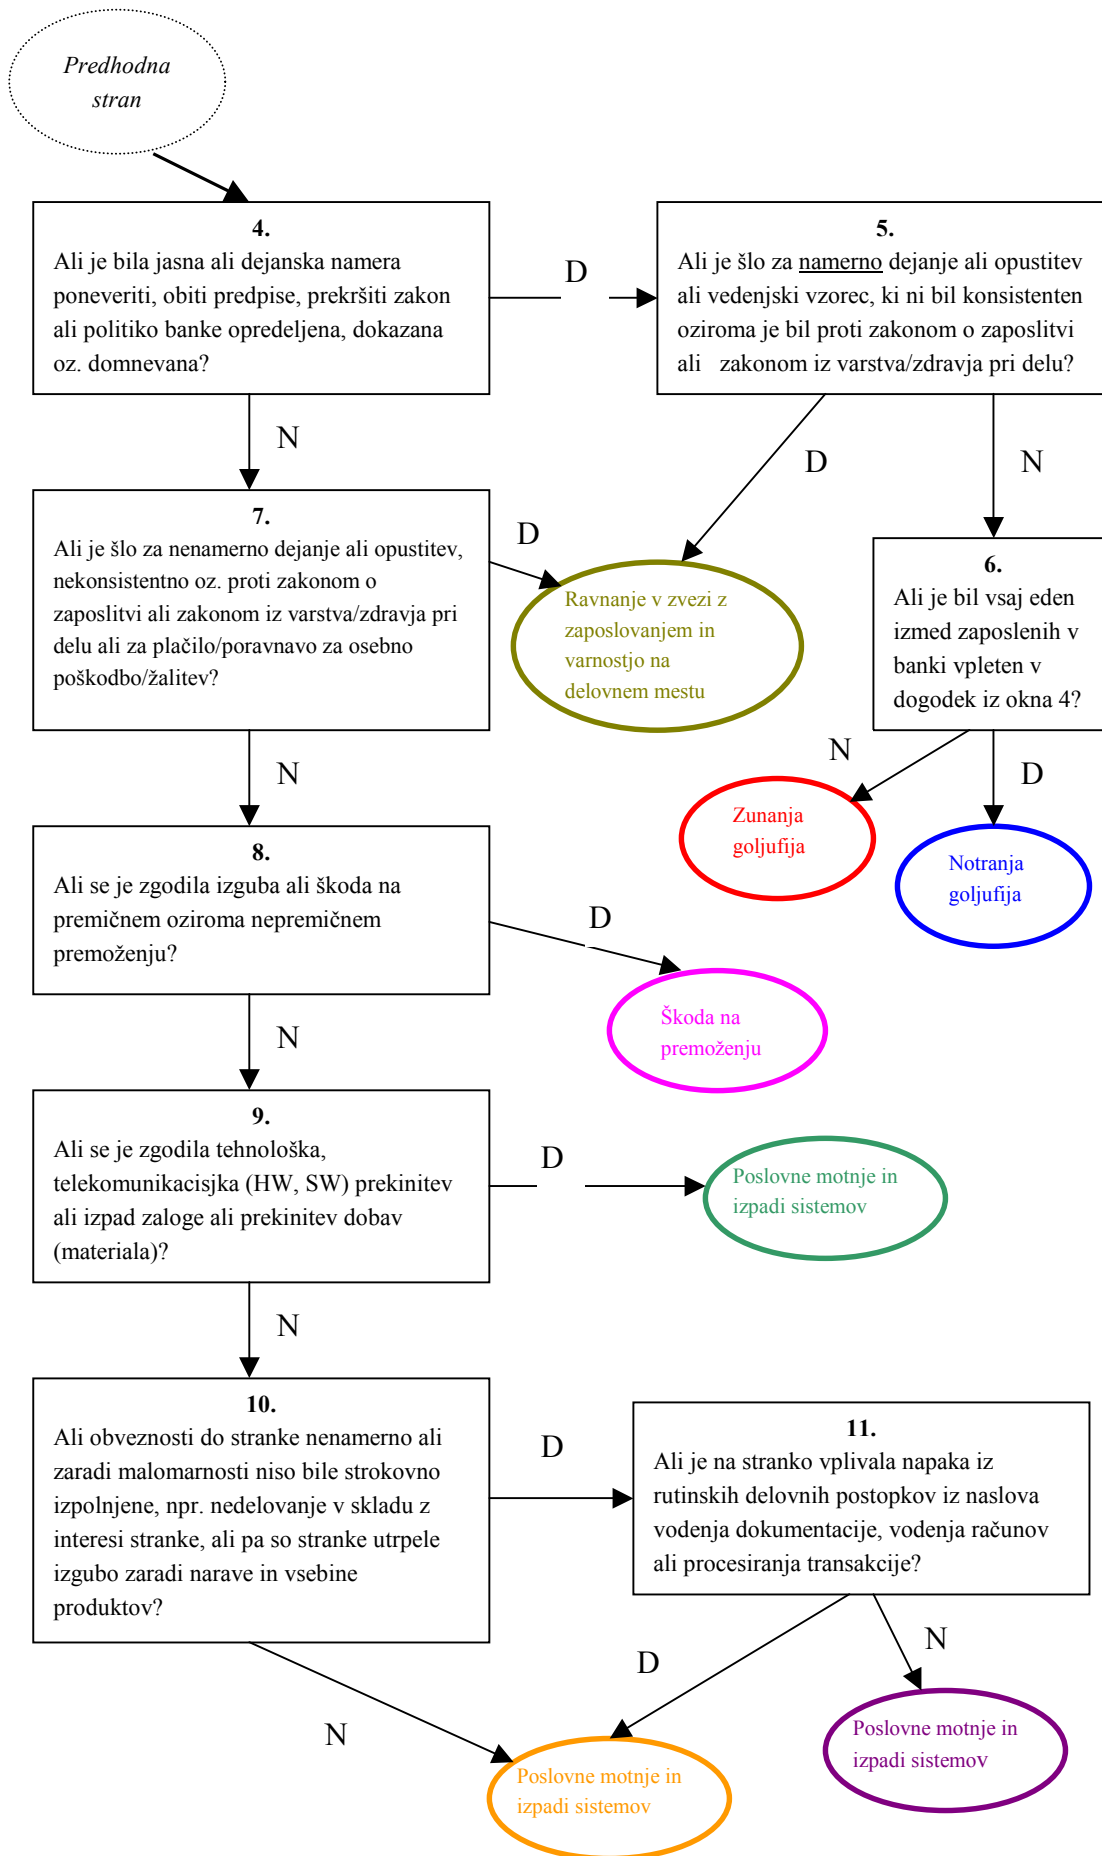 Predhodna
stran
4.
Ali je bila jasna ali dejanska namera
poneveriti, obiti predpise, prekršiti zakon
ali politiko banke opredeljena, dokazana
oz. domnevana?
D
5.
Ali je šlo za namerno dejanje ali opustitev
ali vedenjski vzorec, ki ni bil konsistenten
oziroma je bil proti zakonom o zaposlitvi
ali zakonom iz varstva/zdravja pri delu?
N
D
N
7.
Ali je šlo za nenamerno dejanje ali opustitev,
nekonsistentno oz. proti zakonom o
zaposlitvi ali zakonom iz varstva/zdravja pri
delu ali za plačilo/poravnavo za osebno
poškodbo/žalitev?
D
Ravnanje v zvezi z
zaposlovanjem in
varnostjo na
delovnem mestu
6.
Ali je bil vsaj eden
izmed zaposlenih v
banki vpleten v
dogodek iz okna 4?
N
N
D
Zunanja
goljufija
Notranja
goljufija
8.
Ali se je zgodila izguba ali škoda na
premičnem oziroma nepremičnem
premoženju?
D
Škoda na
premoženju
N
9.
Ali se je zgodila tehnološka,
telekomunikacisjka (HW, SW) prekinitev
ali izpad zaloge ali prekinitev dobav
(materiala)?
D
Poslovne motnje in
izpadi sistemov
N
10.
Ali obveznosti do stranke nenamerno ali
zaradi malomarnosti niso bile strokovno
izpolnjene, npr. nedelovanje v skladu z
interesi stranke, ali pa so stranke utrpele
izgubo zaradi narave in vsebine
produktov?
D
11.
Ali je na stranko vplivala napaka iz
rutinskih delovnih postopkov iz naslova
vodenja dokumentacije, vodenja računov
ali procesiranja transakcije?
N
D
N
Poslovne motnje in
izpadi sistemov
Poslovne motnje in
izpadi sistemov